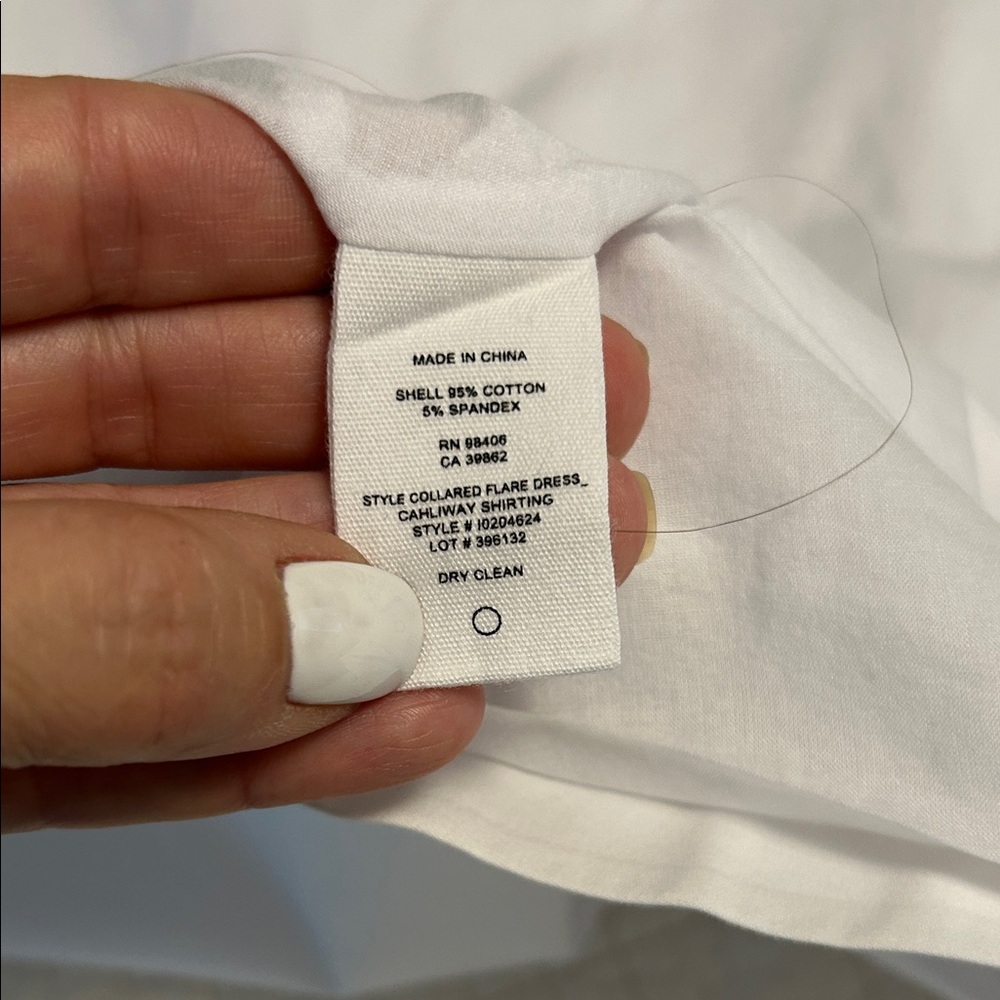 MADE IN CHINA
SHELL 95% COTTON
5% SPANDEX
RN 98406
CA 39862
STYLE COLLARED FLARE DRESS_
CAHLIWAY SHIRTING
STYLE # I0204624
LOT # 396132
DRY CLEAN